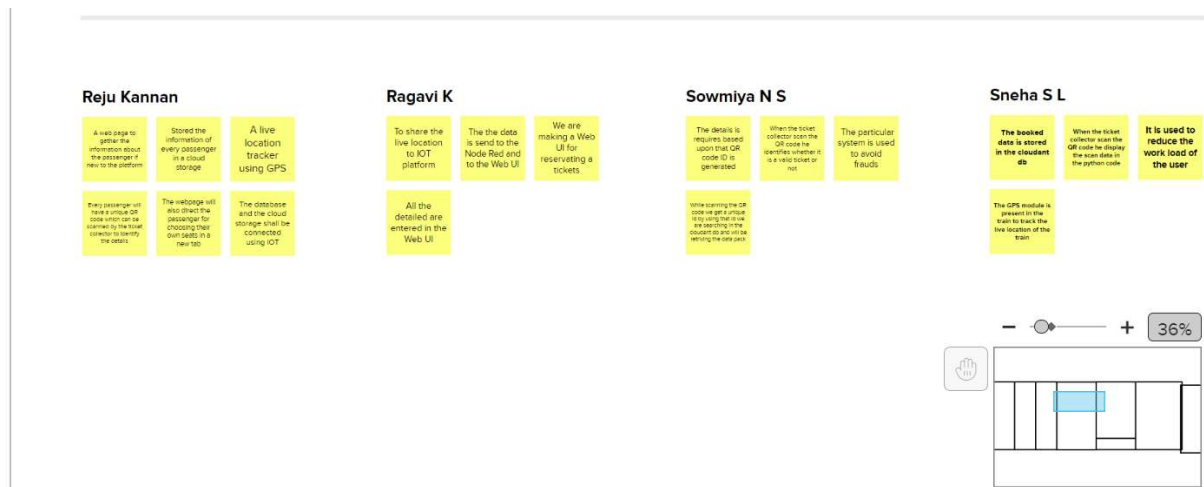 Reju Kannan
A web page to
gether the
information about
the passenger if
new to the platform
Stored the
information of
every passenger
in a cloud
storage
A live
location
tracker
using GPS
Every passenger will
have a unique QR
code which can be
scanned by the ticket
collector to identify
the details
The webpage will
also direct the
passenger for
choosing their
own seats in a
new tab
The database
and the cloud
storage shall be
connected
using IOT
Ragavi K
To share the
live location
to IOT
platform
The the data
is send to the
Node Red and
to the Web UI
We are
making a Web
UI for
reservating a
tickets
All the
detailed are
entered in the
Web UI
Sowmiya N S
The details is
requires based
upon that QR
code ID is
generated
When the ticket
collector scan the
QR code he
identifies whether it
is a valid ticket or
not
The particular
system is used
to avoid
frauds
While scanning the QR
code we get a unique
id by using that id we
are searching in the
cloudant db and will be
retriving the data pack
Sneha S L
The booked
data is stored
in the cloudant
db
When the ticket
collector scan the
QR code he display
the scan data in
the python code
It is used to
reduce the
work load of
the user
The GPS module is
present in the
train to track the
live location of the
train
36%